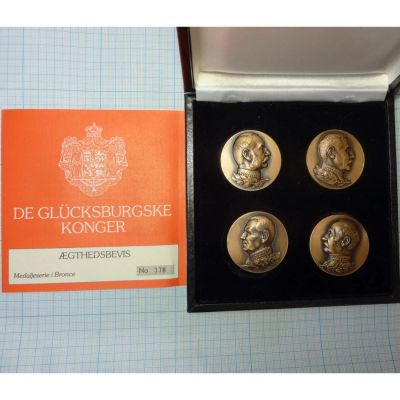 DE GLÜCKSBURGSKE
KONGER
ÆGTHEDSBEVIS
Medaljeserie i Bronce
No. 178